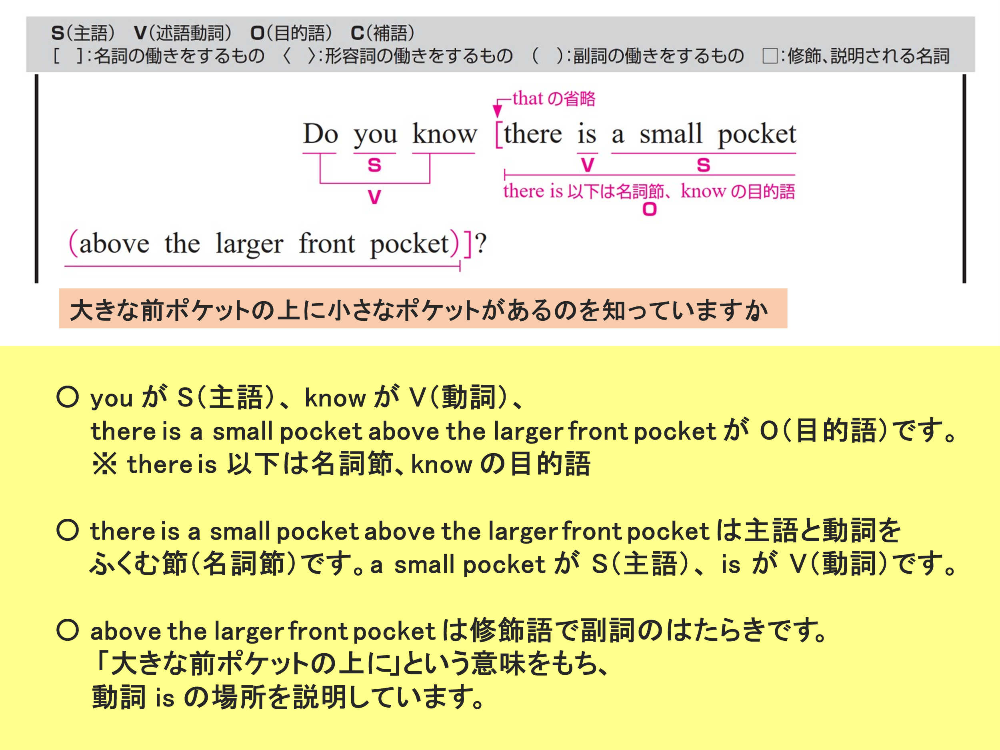 S（主語）　V（述語動詞）　O（目的語）　C（補語）
［　］：名詞の働きをするもの　〈　〉：形容詞の働きをするもの　（　）：副詞の働きをするもの　□：修飾、説明される名詞
that の省略
Do you know [there is a small pocket
S V S
there is 以下は名詞節、know の目的語
V O
(above the larger front pocket)]?
大きな前ポケットの上に小さなポケットがあるのを知っていますか。
〇 you が S（主語）、know が V（動詞）、
there is a small pocket above the larger front pocket が O（目的語）です。
※ there is 以下は名詞節、know の目的語
〇 there is a small pocket above the larger front pocket は主語と動詞を
ふくむ節（名詞節）です。a small pocket が S（主語）、is が V（動詞）です。
〇 above the larger front pocket は修飾語で副詞のはたらきです。
「大きな前ポケットの上に」という意味をもち、
動詞 is の場所を説明しています。